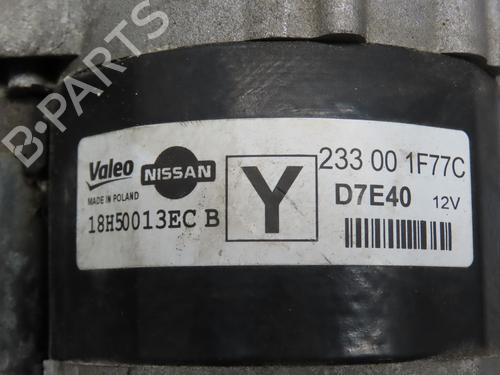 B-PARTS
Valeo
NISSAN
MADE IN POLAND
18H50013EC B
Y
233 00 1F77C
D7E40 12V